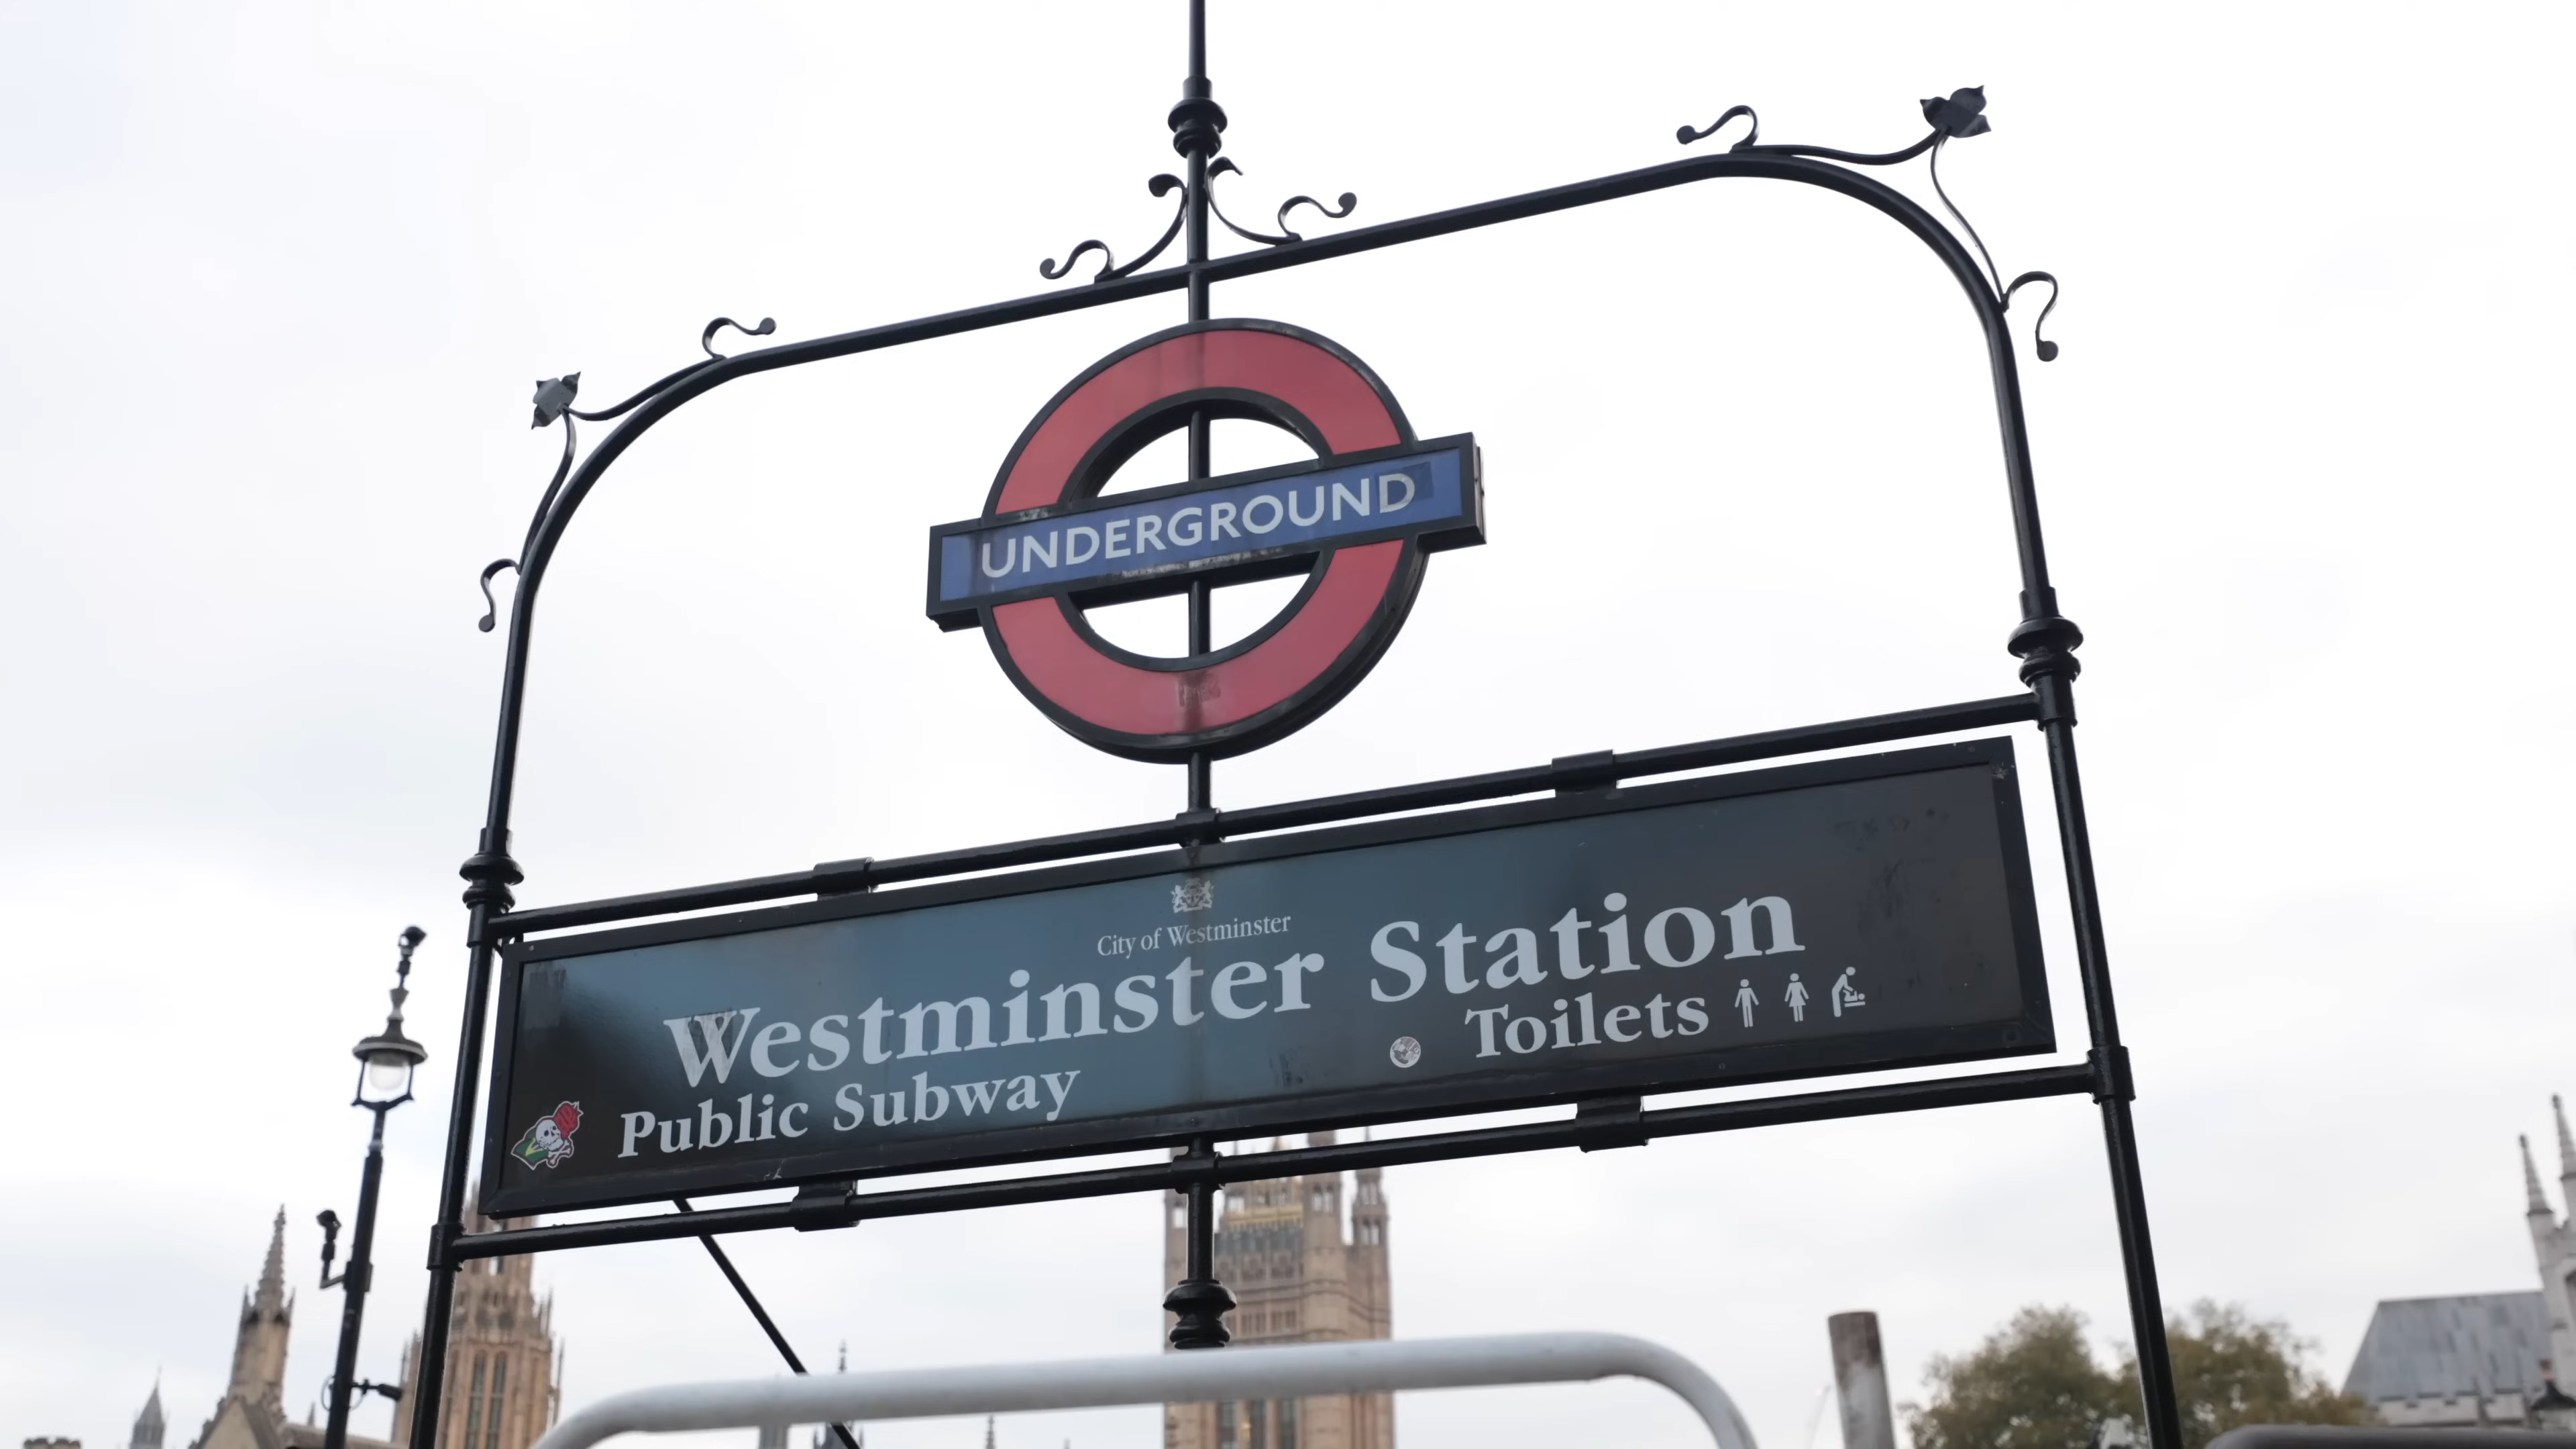 UNDERGROUND
City of Westminster
Westminster Station
Public Subway
Toilets